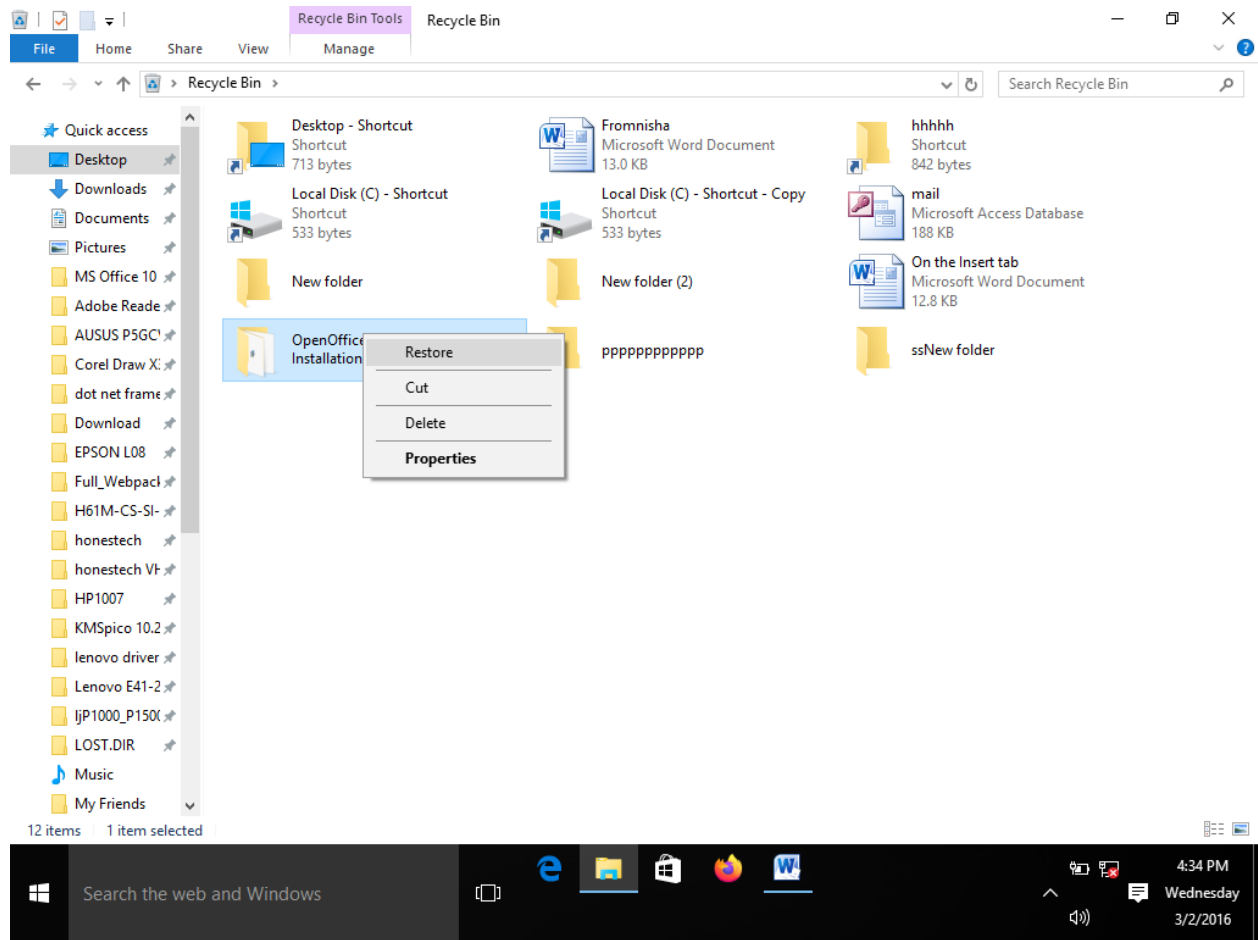 Recycle Bin Tools
Recycle Bin
File
Home
Share
View
Manage
Recycle Bin
Search Recycle Bin
Quick access
Desktop
Downloads
Documents
Pictures
MS Office 10
Adobe Reade
AUSUS P5GC
Corel Draw X
dot net frame
Download
EPSON L08
Full_Webpack
H61M-CS-SI-
honestech
honestech VH
HP1007
KMSpico 10.2
lenovo driver
Lenovo E41-2
ljP1000_P150
LOST.DIR
Music
My Friends
Desktop - Shortcut
Shortcut
713 bytes
Fromnisha
Microsoft Word Document
13.0 KB
hhhhh
Shortcut
842 bytes
Local Disk (C) - Shortcut
Shortcut
533 bytes
Local Disk (C) - Shortcut - Copy
Shortcut
533 bytes
mail
Microsoft Access Database
188 KB
New folder
New folder (2)
On the Insert tab
Microsoft Word Document
12.8 KB
OpenOffice
Installation
pppppppppppp
ssNew folder
Restore
Cut
Delete
Properties
12 items
1 item selected
Search the web and Windows
4:34 PM
Wednesday
3/2/2016